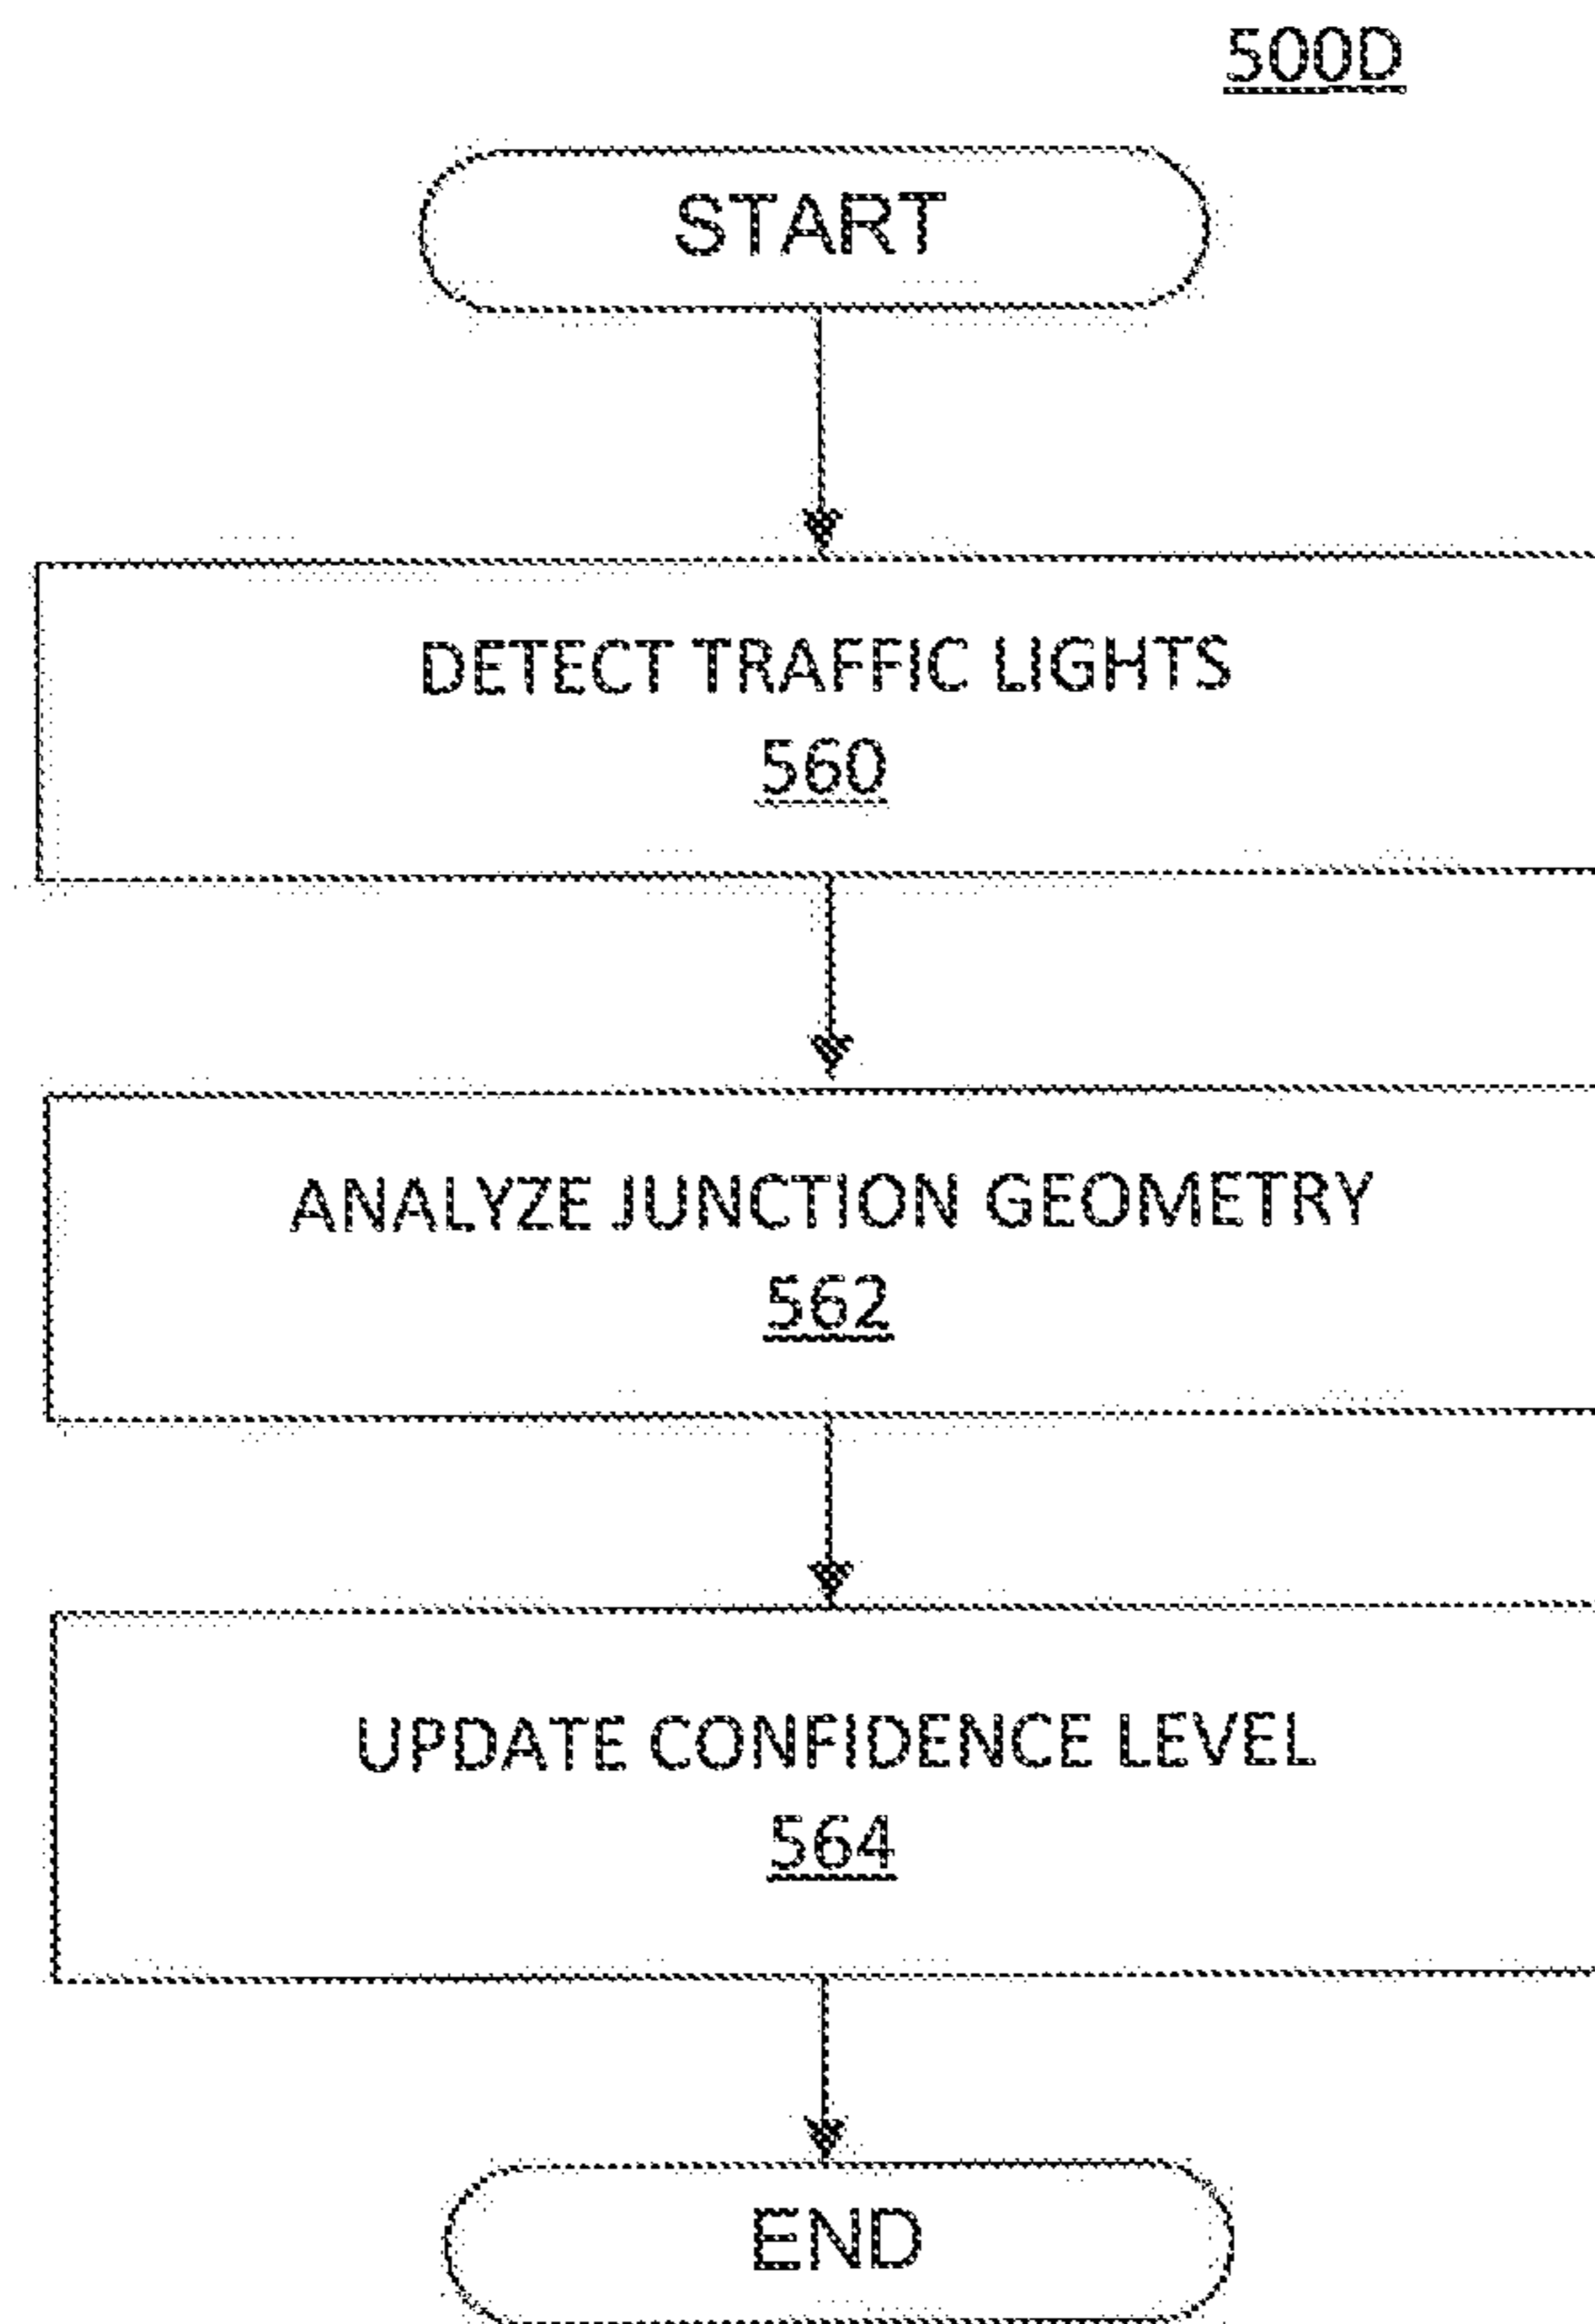 500D
START
DETECT TRAFFIC LIGHTS
560
ANALYZE JUNCTION GEOMETRY
562
UPDATE CONFIDENCE LEVEL
564
END